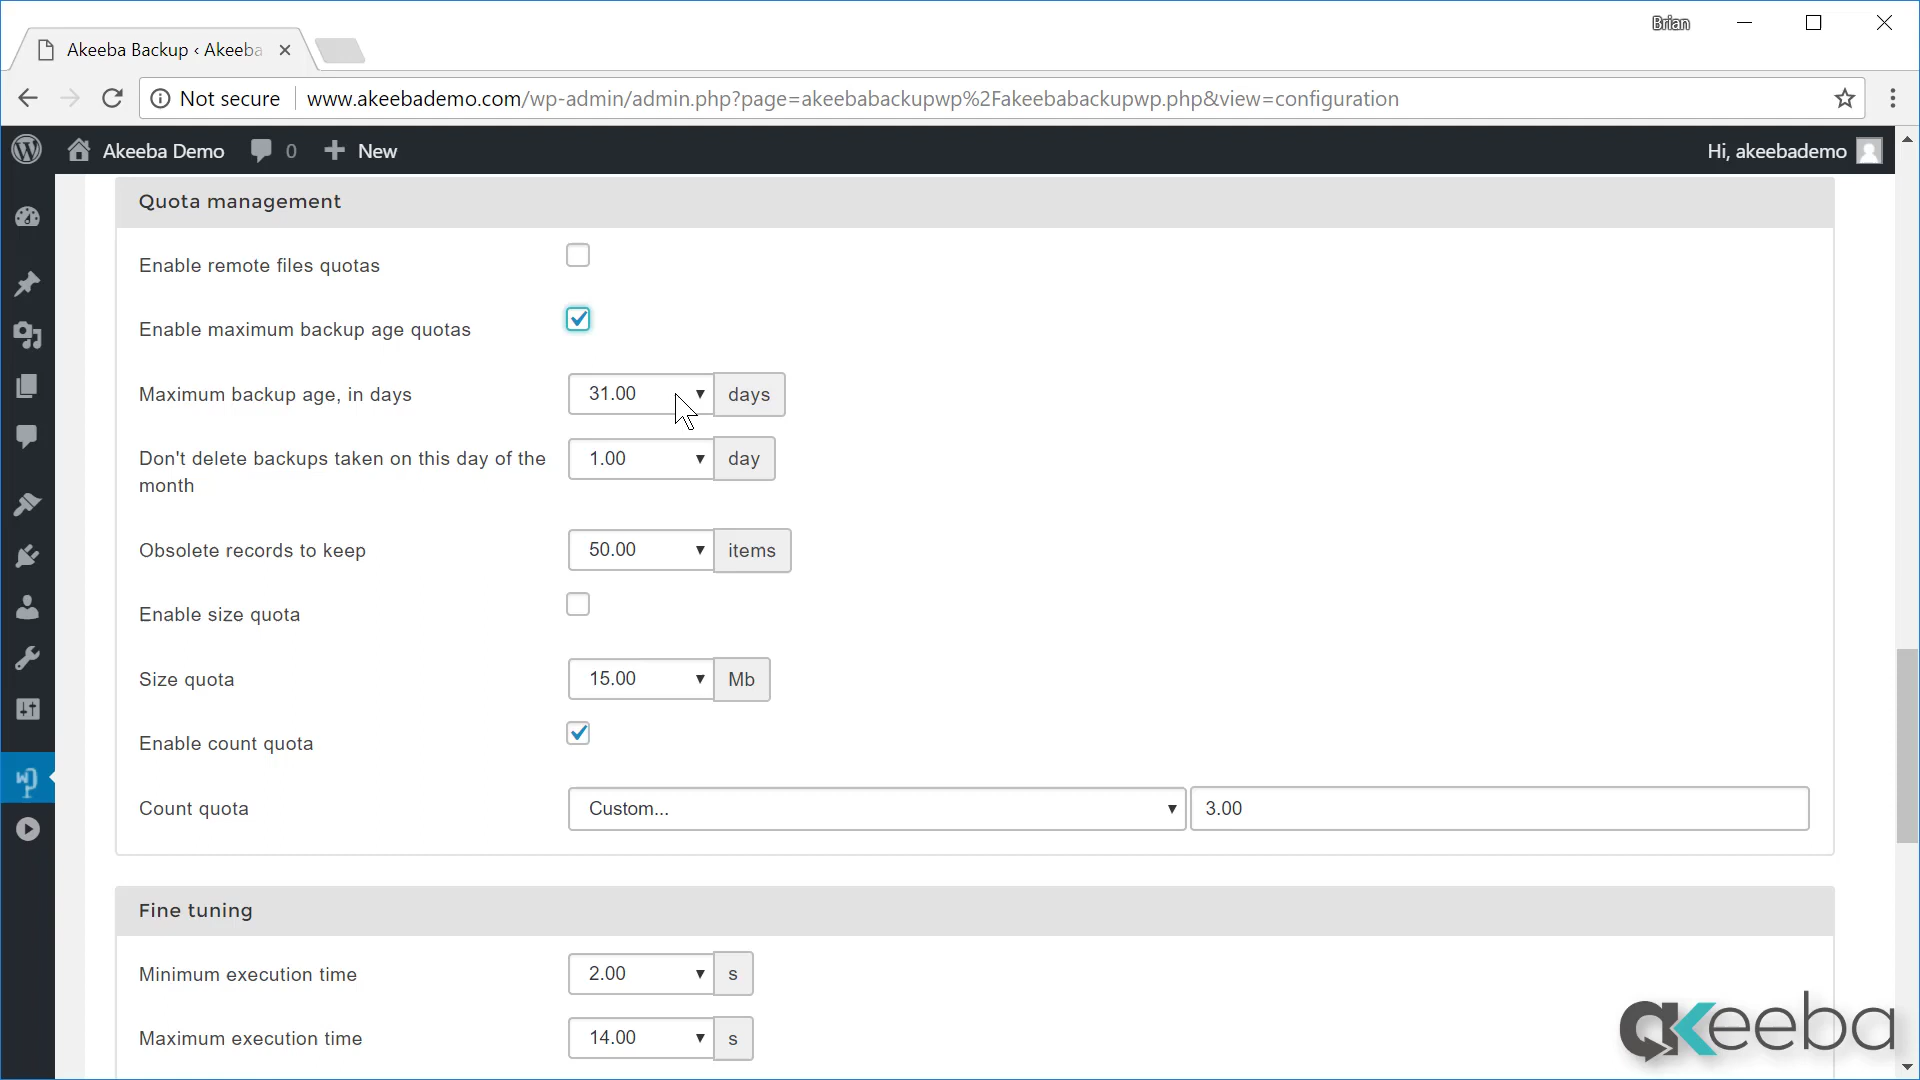 Brian
Akeeba Backup ‹ Akeeba
Not secure
www.akeebademo.com/wp-admin/admin.php?page=akeebabackupwp%2Fakeebabackupwp.php&view=configuration
Akeeba Demo 0 New
Hi, akeebademo
Quota management
Enable remote files quotas
Enable maximum backup age quotas
Maximum backup age, in days 31.00 days
Don't delete backups taken on this day of the 1.00 day
month
Obsolete records to keep 50.00 items
Enable size quota
Size quota 15.00 Mb
Enable count quota
Count quota Custom... 3.00
Fine tuning
Minimum execution time 2.00 s
Maximum execution time 14.00 s
akeeba